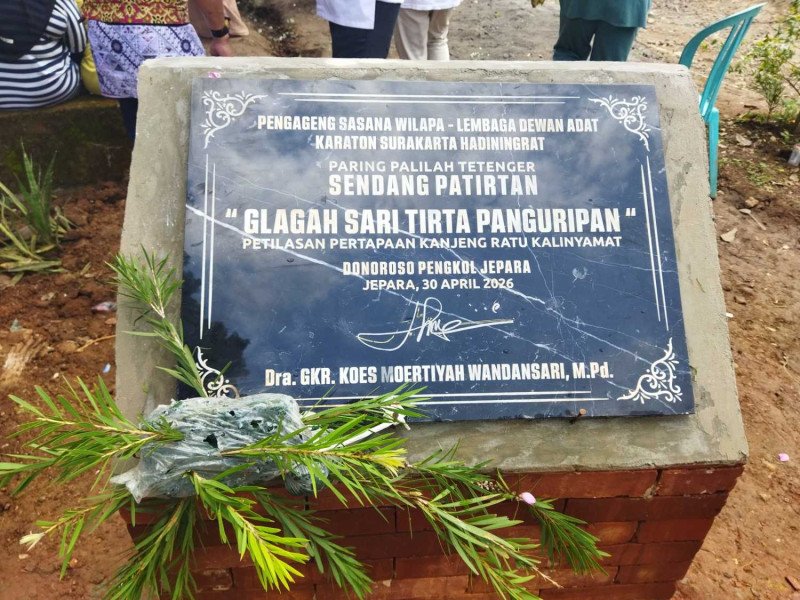 PENGAGENG SASANA WILAPA - LEMBAGA DEWAN ADAT
KARATON SURAKARTA HADININGRAT
PARING PALILAH TETENGER
SENDANG PATIRTAN
" GLAGAH SARI TIRTA PANGURIPAN "
PETILASAN PERTAPAAN KANJENG RATU KALINYAMAT
DONOROSO PENGKOL JEPARA
JEPARA, 30 APRIL 2026
Dra. GKR. KOES MOERTIYAH WANDANSARI, M.Pd.